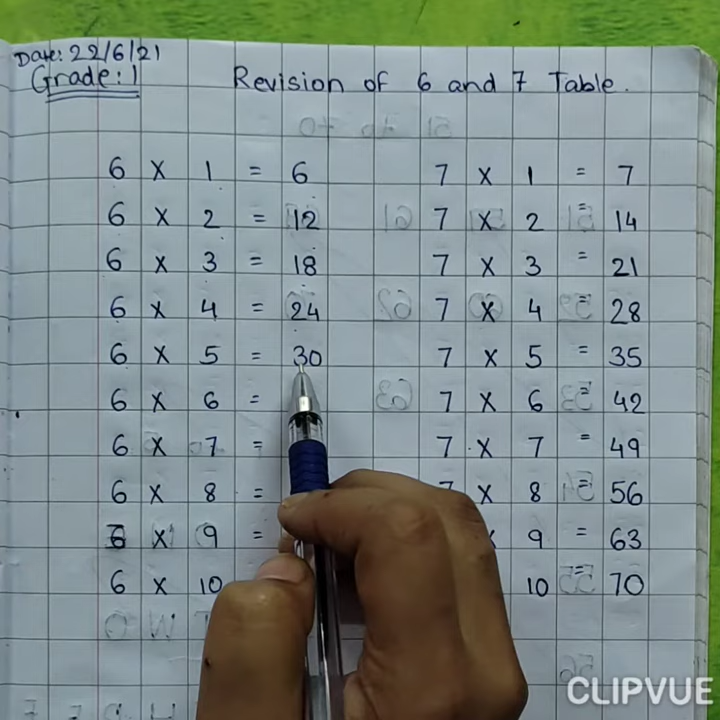 Date: 22/6/21
Grade: 1 Revision of 6 and 7 Table.
6 X 1 = 6 7 X 1 = 7
6 X 2 = 12 7 X 2 = 14
6 X 3 = 18 7 X 3 = 21
6 X 4 = 24 7 X 4 = 28
6 X 5 = 30 7 X 5 = 35
6 X 6 = 7 X 6 = 42
6 X 7 = 7 X 7 = 49
6 X 8 = 7 X 8 = 56
6 X 9 = 9 = 63
6 X 10 10 = 70
CLIPVUE